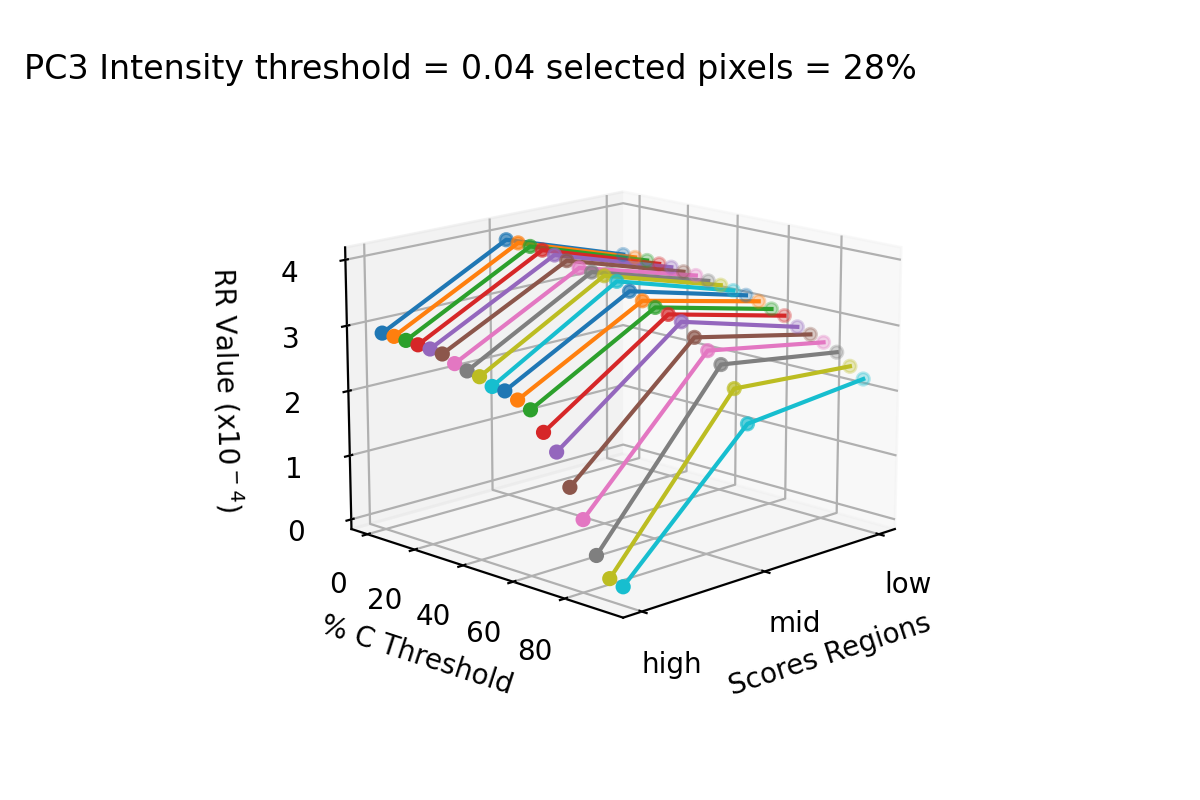 PC3 Intensity threshold = 0.04 selected pixels = 28%
RR Value (x10⁻⁴)
4
3
2
1
0
0
20
40
60
80
% C Threshold
high
mid
low
Scores Regions